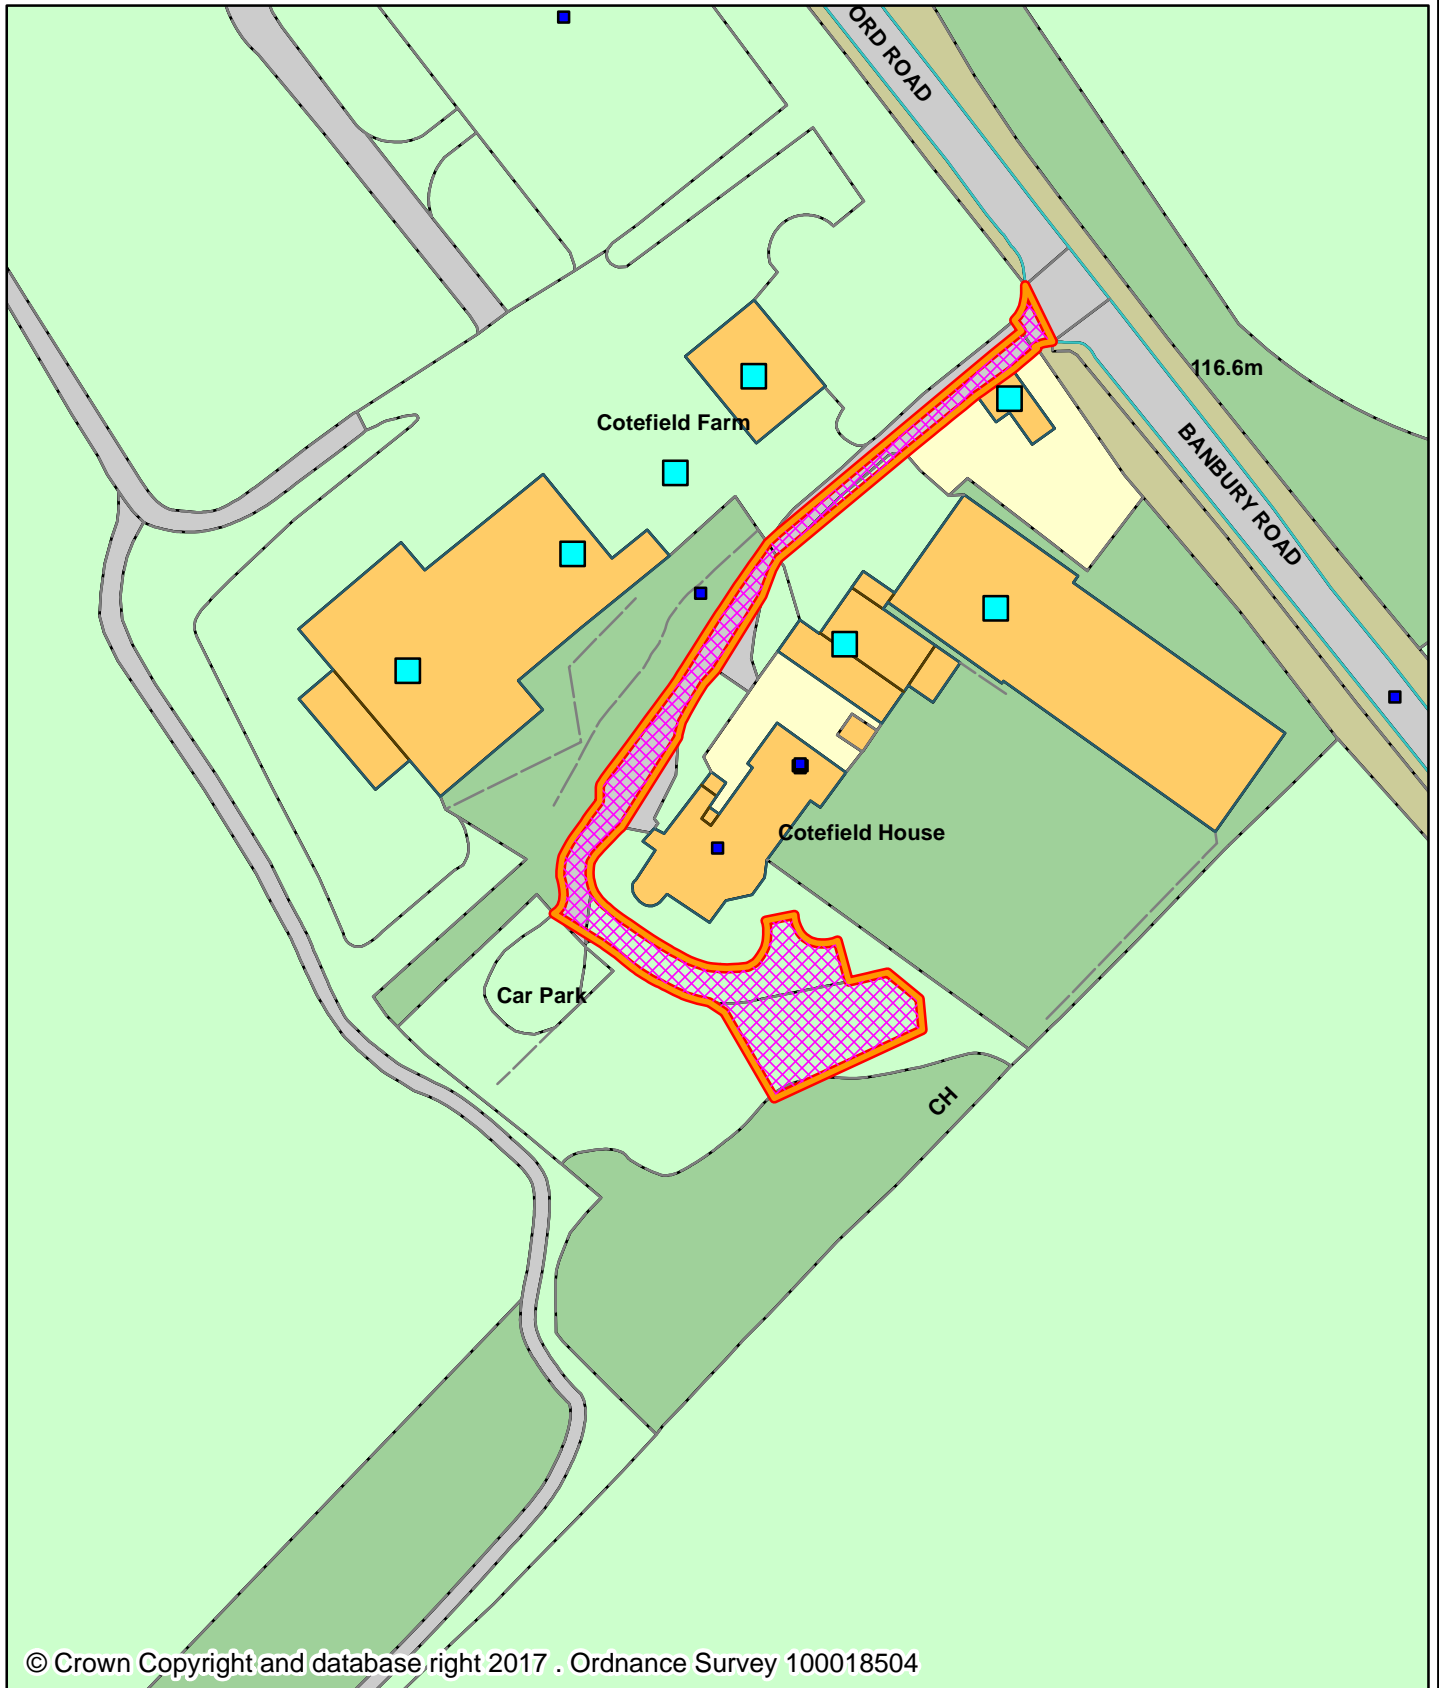 ORD ROAD
116.6m
Cotefield Farm
BANBURY ROAD
Cotefield House
Car Park
CH
© Crown Copyright and database right 2017 . Ordnance Survey 100018504